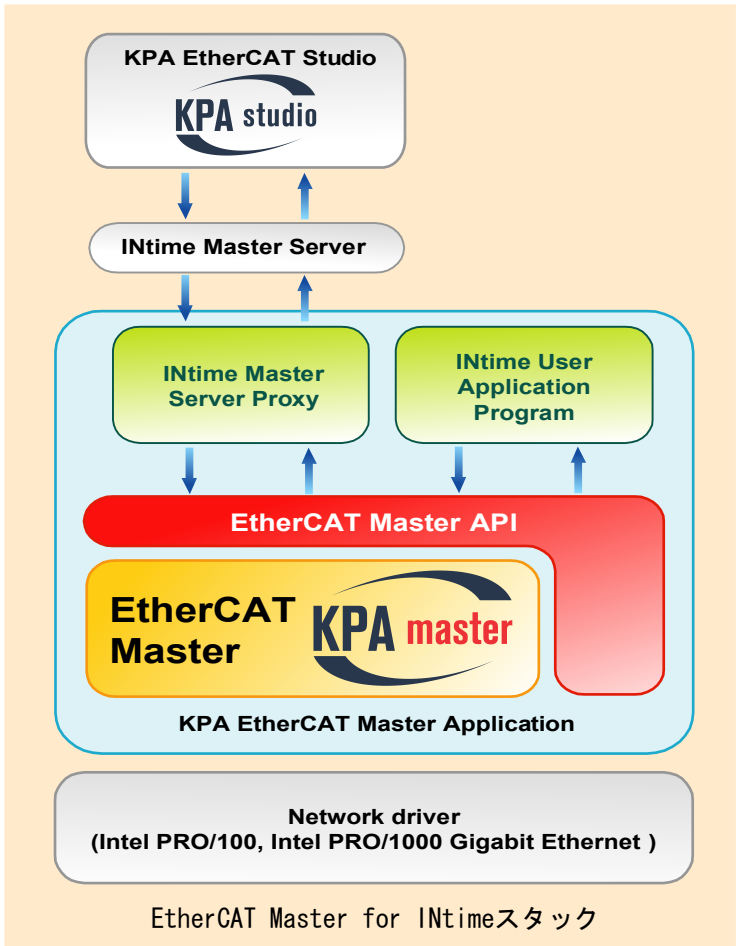 KPA EtherCAT Studio
KPA studio
INtime Master Server
INtime Master
Server Proxy
INtime User
Application
Program
EtherCAT Master API
EtherCAT
Master
KPA master
KPA EtherCAT Master Application
Network driver
(Intel PRO/100, Intel PRO/1000 Gigabit Ethernet )
EtherCAT Master for INtimeスタック